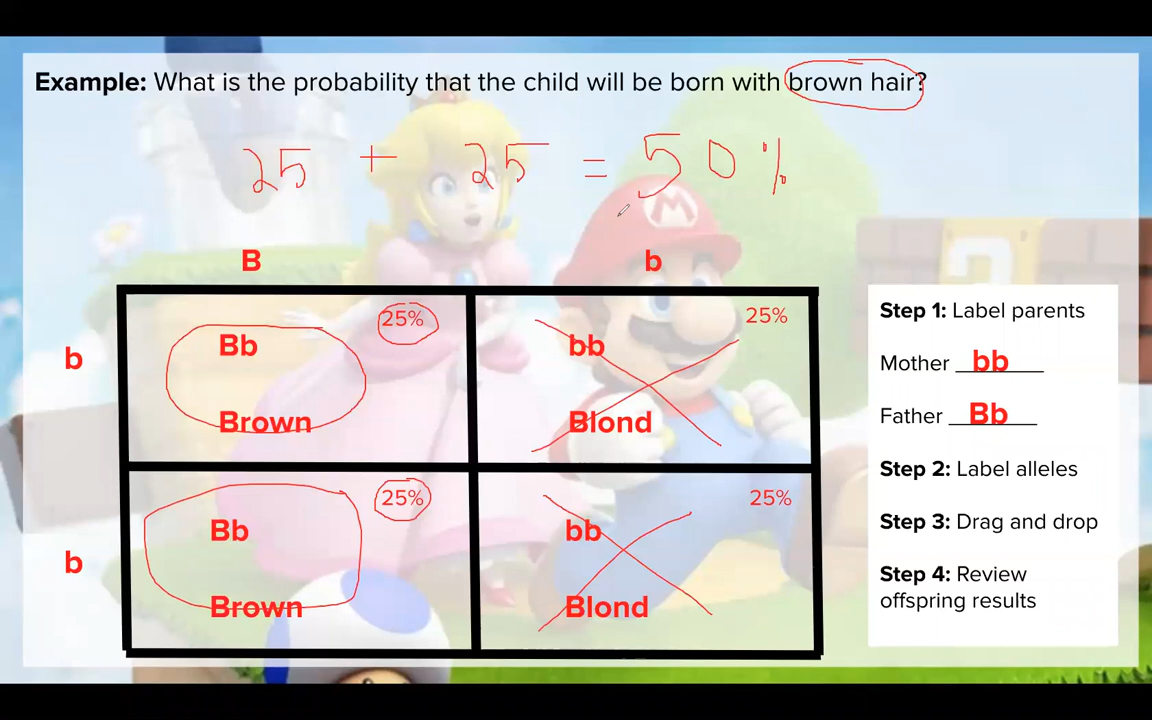 Example: What is the probability that the child will be born with brown hair?
25 + 25 = 50%
B b
b
Bb
25%
Brown
bb
25%
Blond
b
Bb
25%
Brown
bb
25%
Blond
Step 1: Label parents
Mother bb
Father Bb
Step 2: Label alleles
Step 3: Drag and drop
Step 4: Review
offspring results
M
?